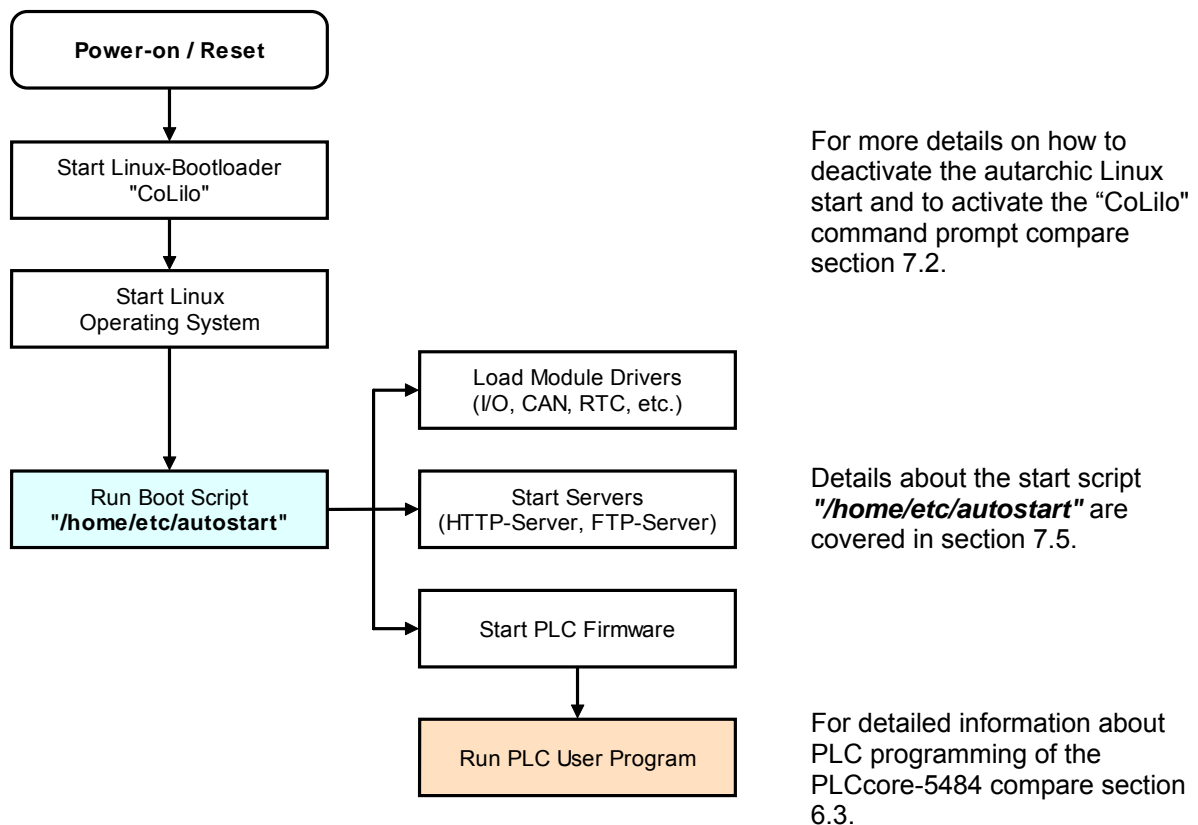 Power-on / Reset
Start Linux-Bootloader
"CoLilo"
For more details on how to
deactivate the autarchic Linux
start and to activate the “CoLilo"
command prompt compare
section 7.2.
Start Linux
Operating System
Load Module Drivers
(I/O, CAN, RTC, etc.)
Run Boot Script
"/home/etc/autostart"
Start Servers
(HTTP-Server, FTP-Server)
Details about the start script
"/home/etc/autostart" are
covered in section 7.5.
Start PLC Firmware
Run PLC User Program
For detailed information about
PLC programming of the
PLCcore-5484 compare section
6.3.